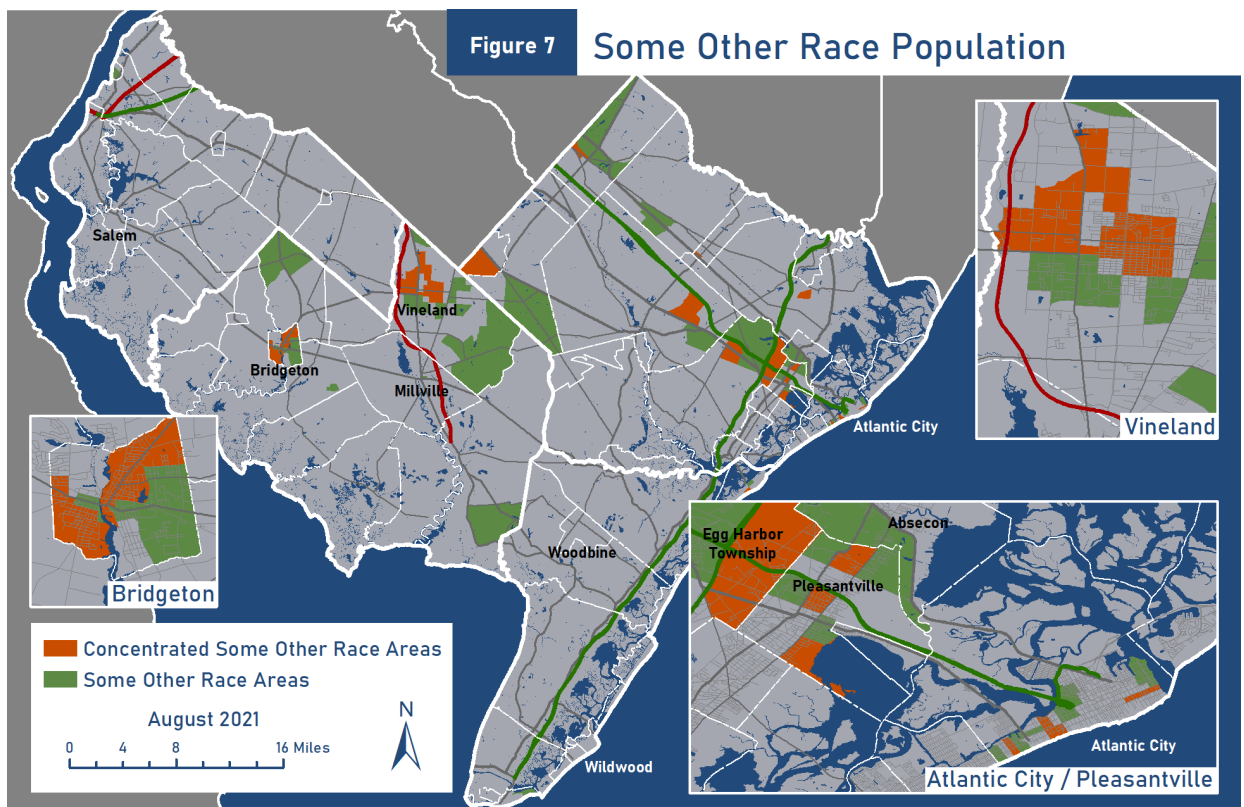 Figure 7
Some Other Race Population
Salem
Vineland
Bridgeton
Millville
Atlantic City
Woodbine
Wildwood
Vineland
Bridgeton
Egg Harbor
Township
Absecon
Pleasantville
Atlantic City
Atlantic City / Pleasantville
Concentrated Some Other Race Areas
Some Other Race Areas
August 2021
N
0 4 8 16 Miles